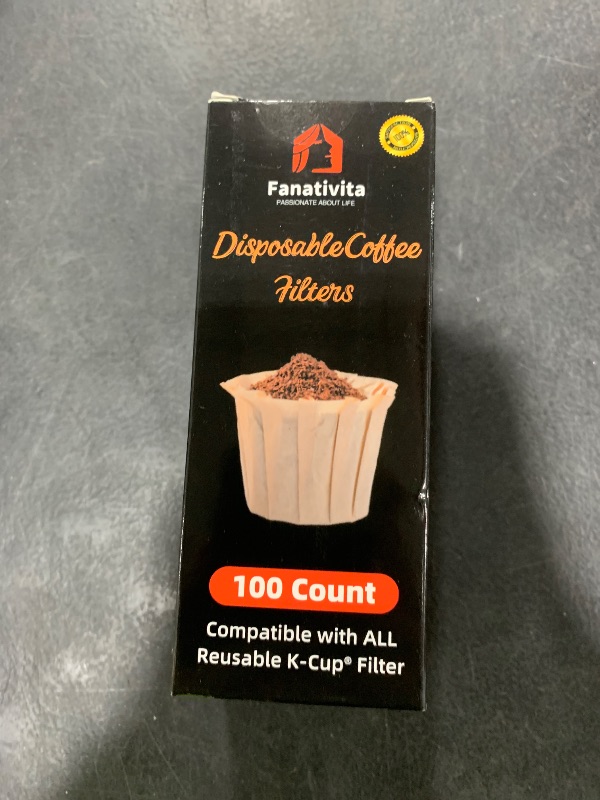 Fanativita
PASSIONATE ABOUT LIFE
Disposable Coffee
Filters
100 Count
Compatible with ALL
Reusable K-Cup® Filter